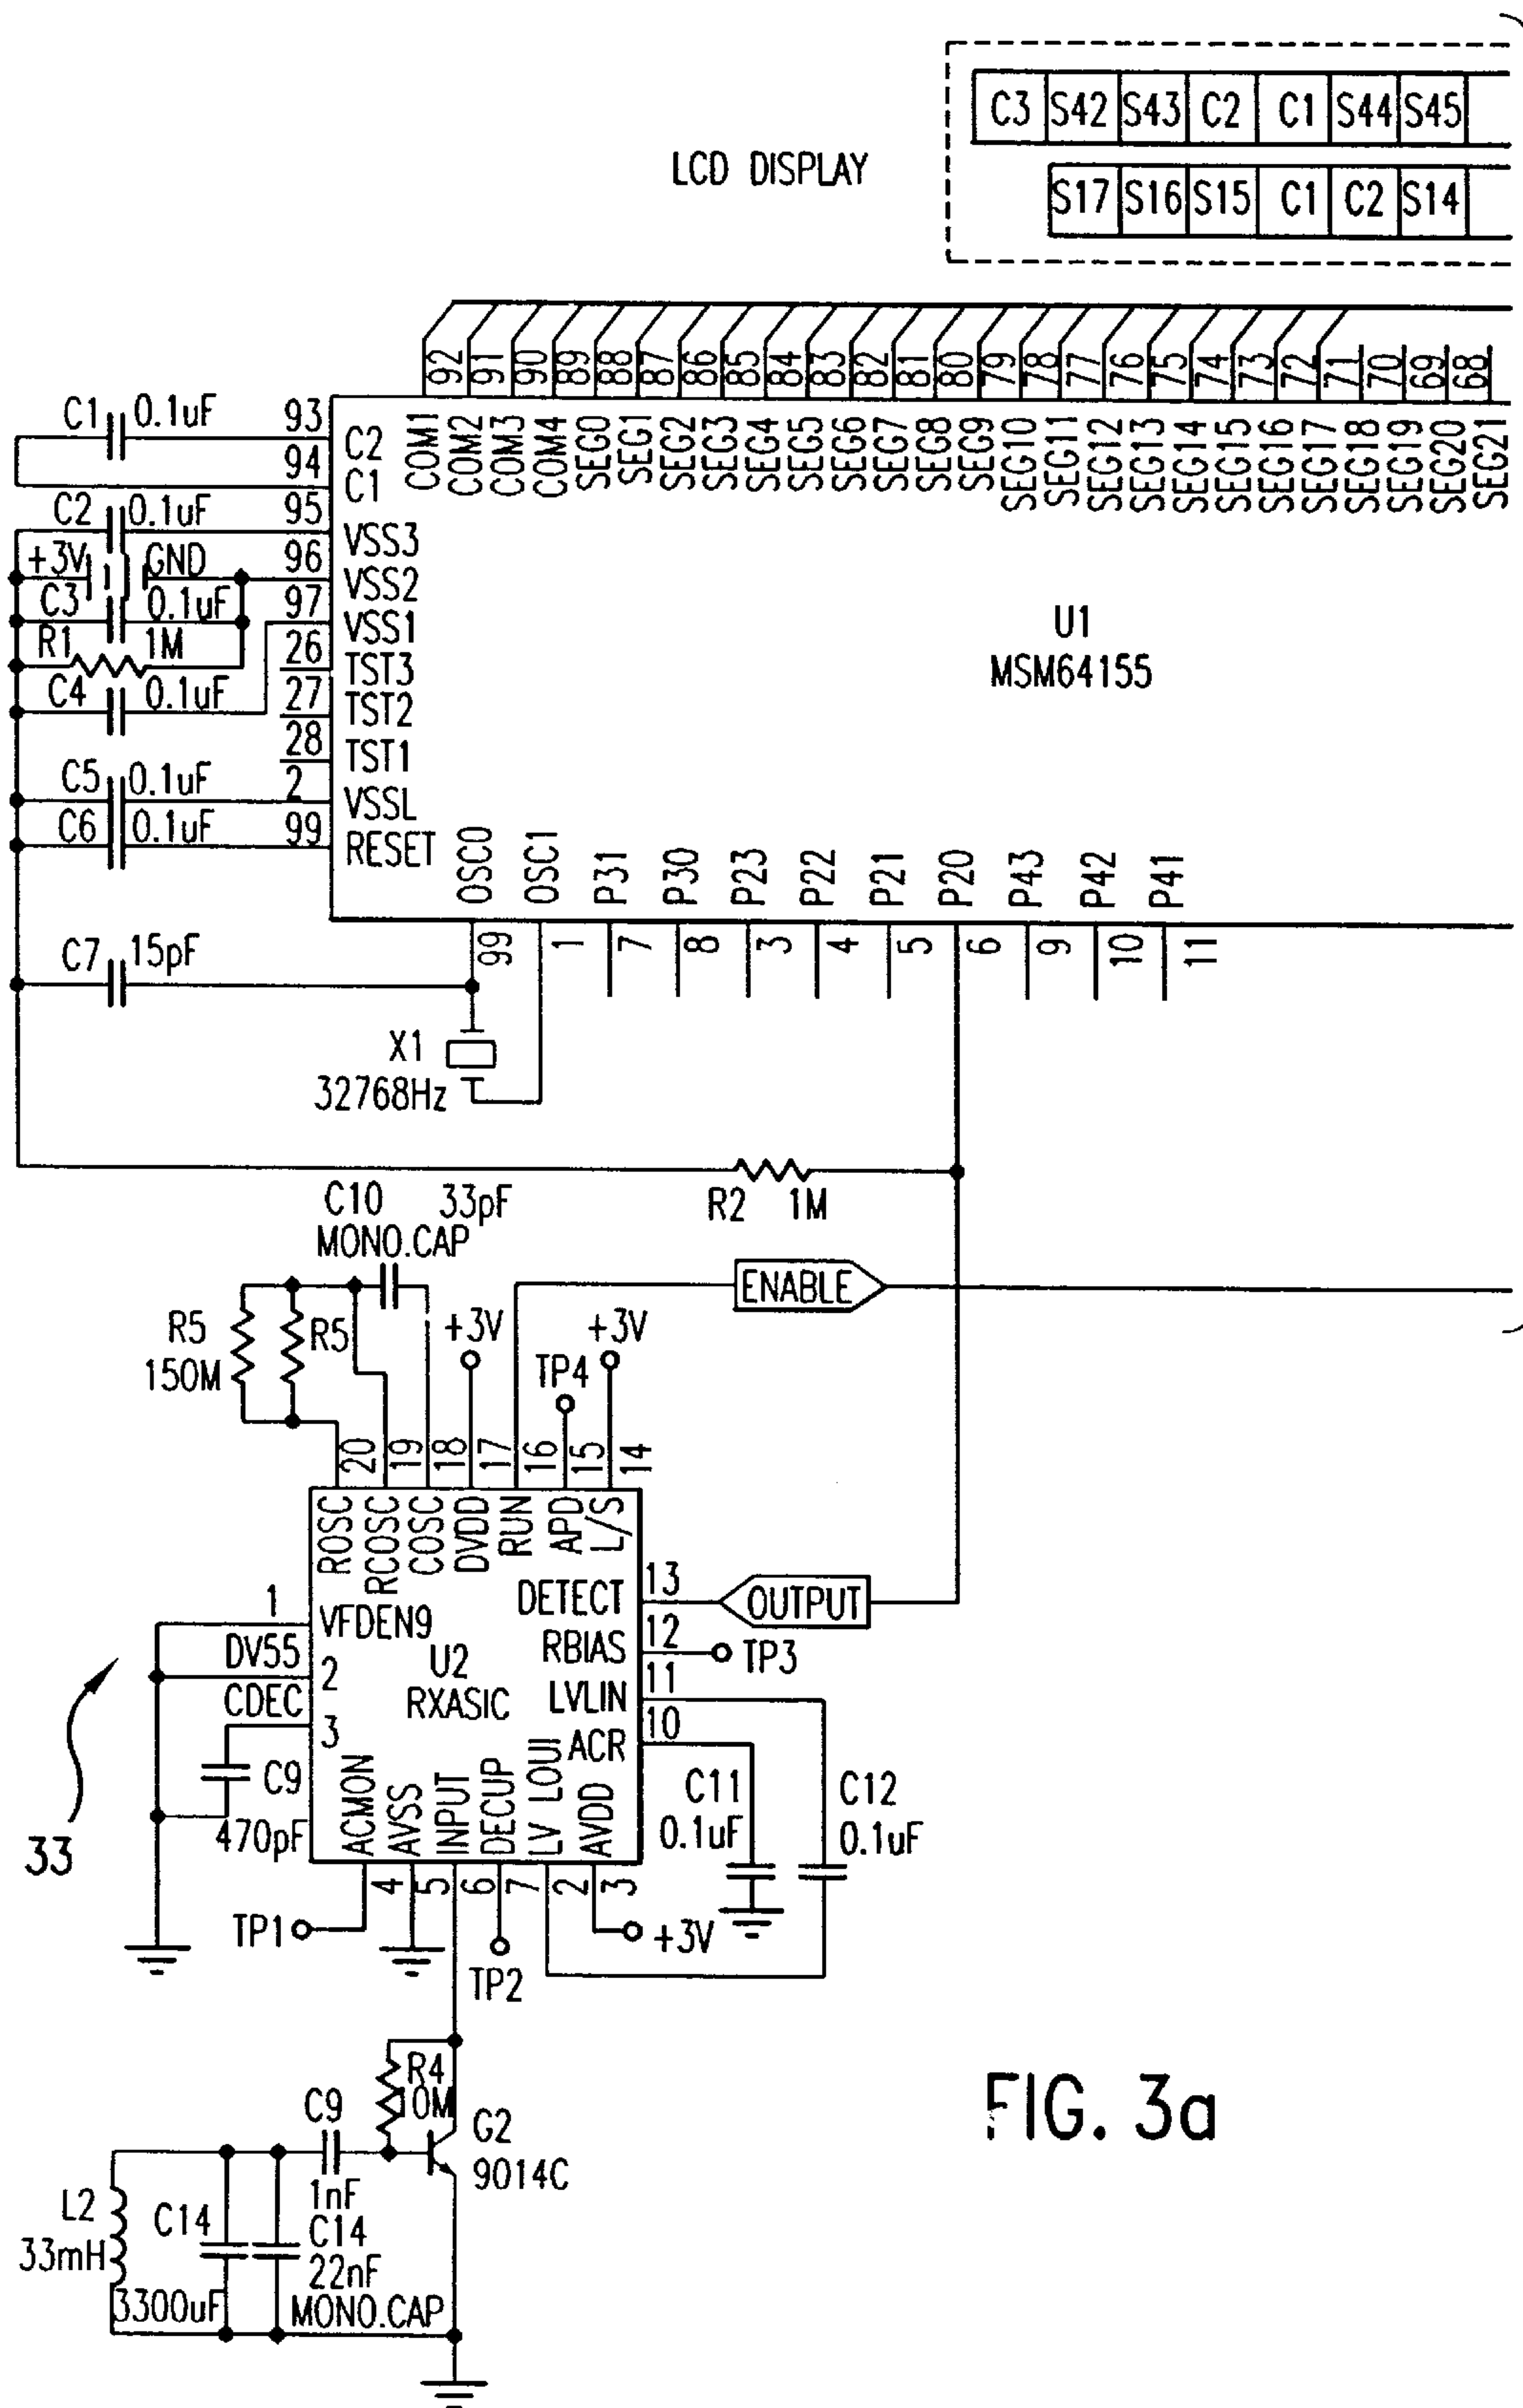 C3 S42 S43 C2 C1 S44 S45
LCD DISPLAY
S17 S16 S15 C1 C2 S14
92 91 90 89 88 87 86 85 84 83 82 81 80 79 78 77 76 75 74 73 72 71 70 69 68
COM1 COM2 COM3 COM4 SEG0 SEG1 SEG2 SEG3 SEG4 SEG5 SEG6 SEG7 SEG8 SEG9 SEG10 SEG11 SEG12 SEG13 SEG14 SEG15 SEG16 SEG17 SEG18 SEG19 SEG20 SEG21
C1 0.1uF 93 C2
94 C1
C2 0.1uF 95 VSS3
+3V GND 96 VSS2
C3 0.1uF 97 VSS1
R1 1M 26 TST3
C4 0.1uF 27 TST2
28 TST1
C5 0.1uF 2 VSSL
C6 0.1uF 99 RESET
U1
MSM64155
OSC0 OSC1 P31 P30 P23 P22 P21 P20 P43 P42 P41
99 1 7 8 3 4 5 6 9 10 11
C7 15pF
X1
32768Hz
R2 1M
C10 33pF
MONO.CAP
ENABLE
R5 R5
150M
+3V +3V
TP4
20 19 18 17 16 15 14
ROSC RCOSC COSC DVDD RUN APD L/S
1 VFDEN9
DV55 2
CDEC 3
U2
RXASIC
DETECT 13 OUTPUT
RBIAS 12 TP3
LVLIN 11
ACR 10
C9
470pF
33
ACMON AVSS INPUT DECUP LV LOUI AVDD
4 5 6 7 2 3
C11
0.1uF
C12
0.1uF
TP1
TP2
+3V
R4
10M
C9
1nF
G2
9014C
L2
33mH
C14
3300uF
C14
22nF
MONO.CAP
FIG. 3a